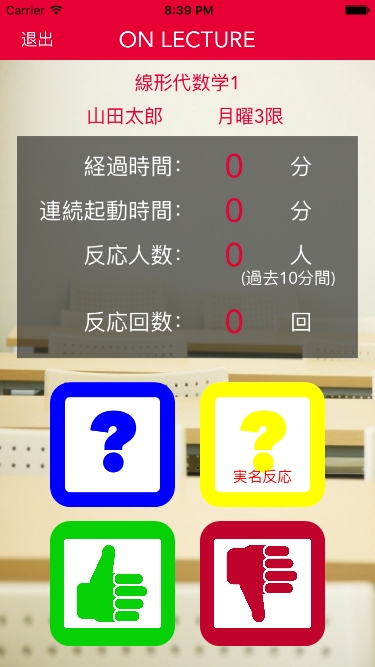 Carrier 8:39 PM
退出 ON LECTURE
線形代数学1
山田太郎 月曜3限
経過時間: 0 分
連続起動時間: 0 分
反応人数: 0 人
(過去10分間)
反応回数: 0 回
? ?
実名反応